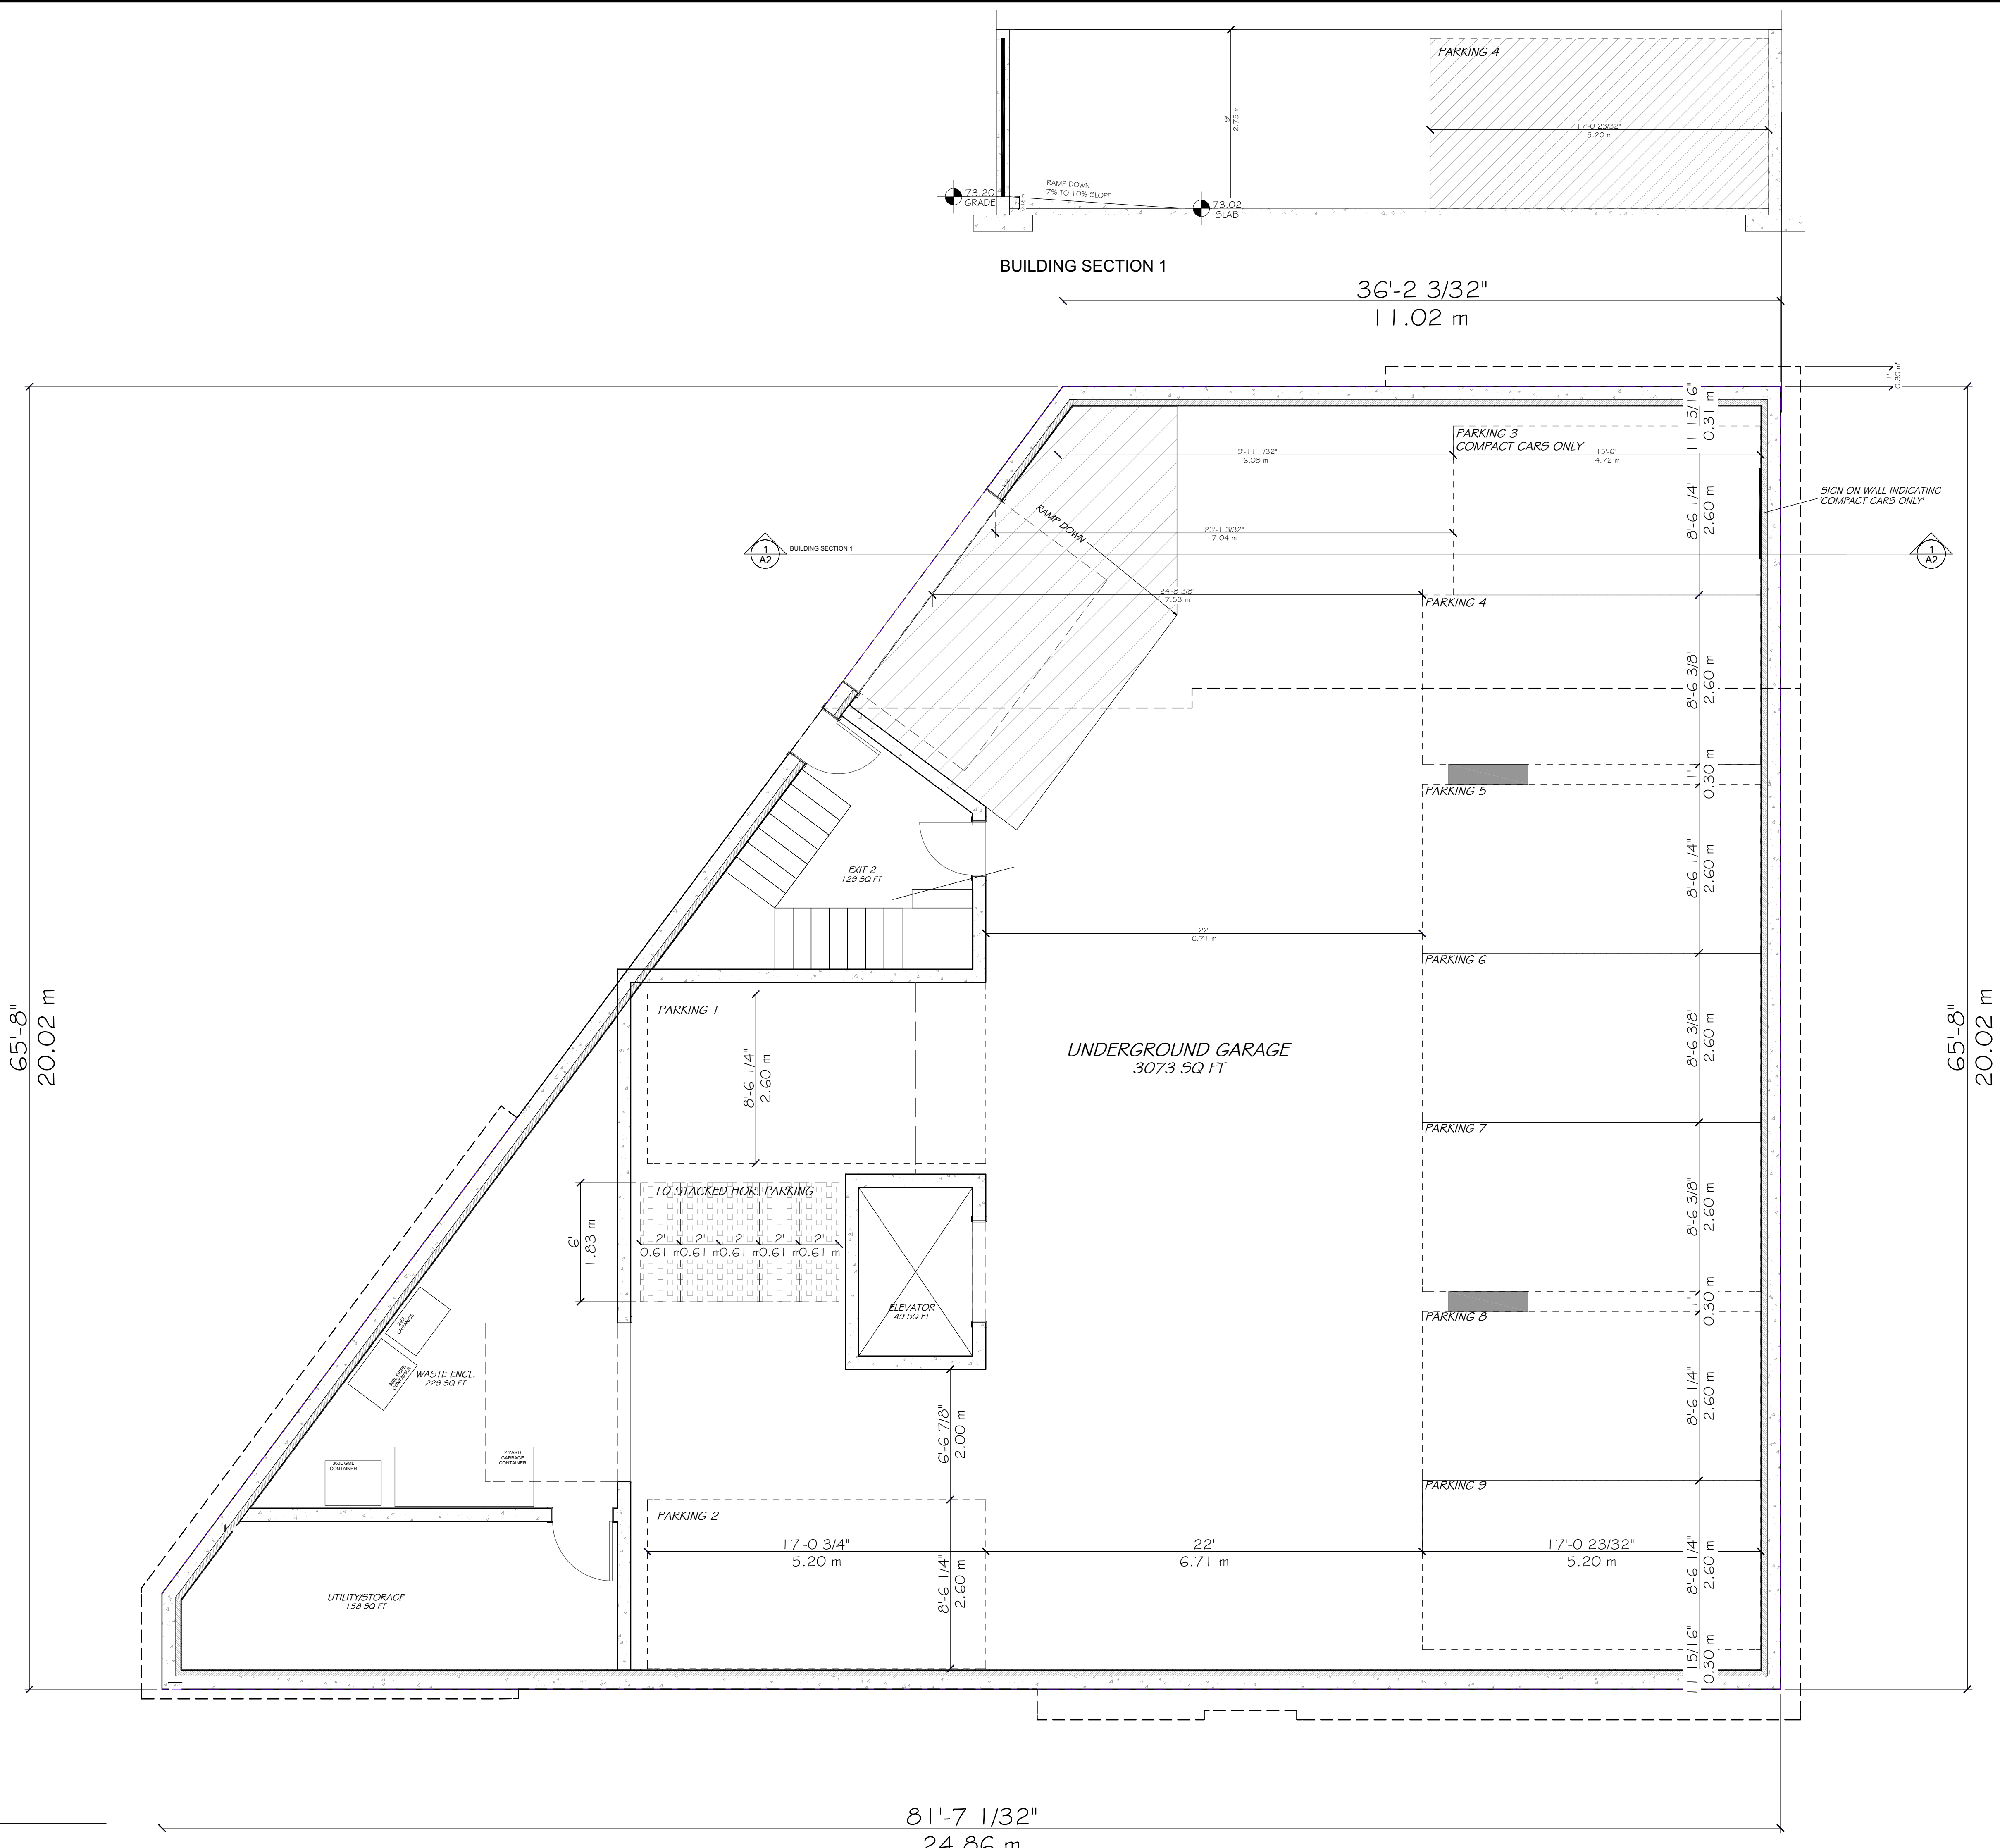 PARKING 4
9'
2.75 m
17'-0 23/32"
5.20 m
73.20
GRADE
RAMP DOWN
7% TO 10% SLOPE
73.02
SLAB
BUILDING SECTION 1
36'-2 3/32"
11.02 m
1'
0.30 m
11 15/16"
0.31 m
PARKING 3
COMPACT CARS ONLY
19'-11 1/32"
6.08 m
15'-6"
4.72 m
8'-6 1/4"
2.60 m
SIGN ON WALL INDICATING
'COMPACT CARS ONLY'
RAMP DOWN
23'-1 3/32"
7.04 m
1
A2
BUILDING SECTION 1
1
A2
24'-8 3/8"
7.53 m
PARKING 4
8'-6 3/8"
2.60 m
1'
0.30 m
PARKING 5
8'-6 1/4"
2.60 m
EXIT 2
129 SQ FT
22'
6.71 m
PARKING 6
65'-8"
20.02 m
PARKING 1
8'-6 1/4"
2.60 m
UNDERGROUND GARAGE
3073 SQ FT
8'-6 3/8"
2.60 m
65'-8"
20.02 m
PARKING 7
10 STACKED HOR. PARKING
6'
1.83 m
2' 2' 2' 2' 2'
0.61 m 0.61 m 0.61 m 0.61 m 0.61 m
8'-6 3/8"
2.60 m
ELEVATOR
49 SQ FT
1'
0.30 m
PARKING 8
240L
ORGANICS
360L FIBRE
CONTAINER
WASTE ENCL.
229 SQ FT
8'-6 1/4"
2.60 m
6'-6 7/8"
2.00 m
2 YARD
GARBAGE
CONTAINER
360L GML
CONTAINER
PARKING 9
PARKING 2
17'-0 3/4"
5.20 m
22'
6.71 m
17'-0 23/32"
5.20 m
8'-6 1/4"
2.60 m
8'-6 1/4"
2.60 m
UTILITY/STORAGE
158 SQ FT
11 15/16"
0.30 m
81'-7 1/32"
24.86 m